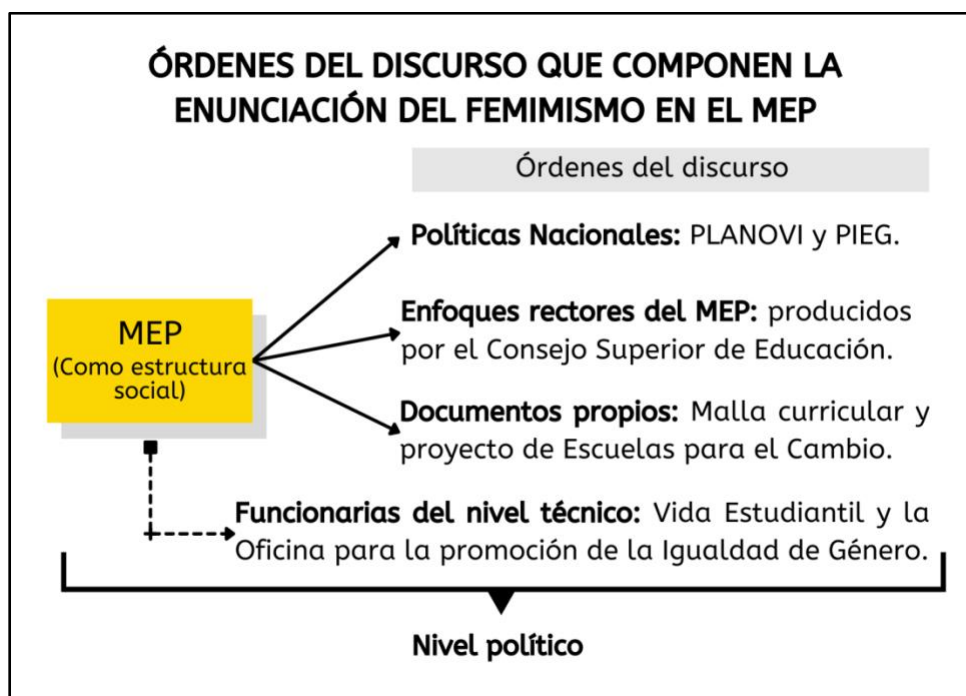 ÓRDENES DEL DISCURSO QUE COMPONEN LA
ENUNCIACIÓN DEL FEMIMISMO EN EL MEP
Órdenes del discurso
Políticas Nacionales: PLANOVI y PIEG.
MEP
(Como estructura
social)
Enfoques rectores del MEP: producidos
por el Consejo Superior de Educación.
Documentos propios: Malla curricular y
proyecto de Escuelas para el Cambio.
Funcionarias del nivel técnico: Vida Estudiantil y la
Oficina para la promoción de la Igualdad de Género.
Nivel político